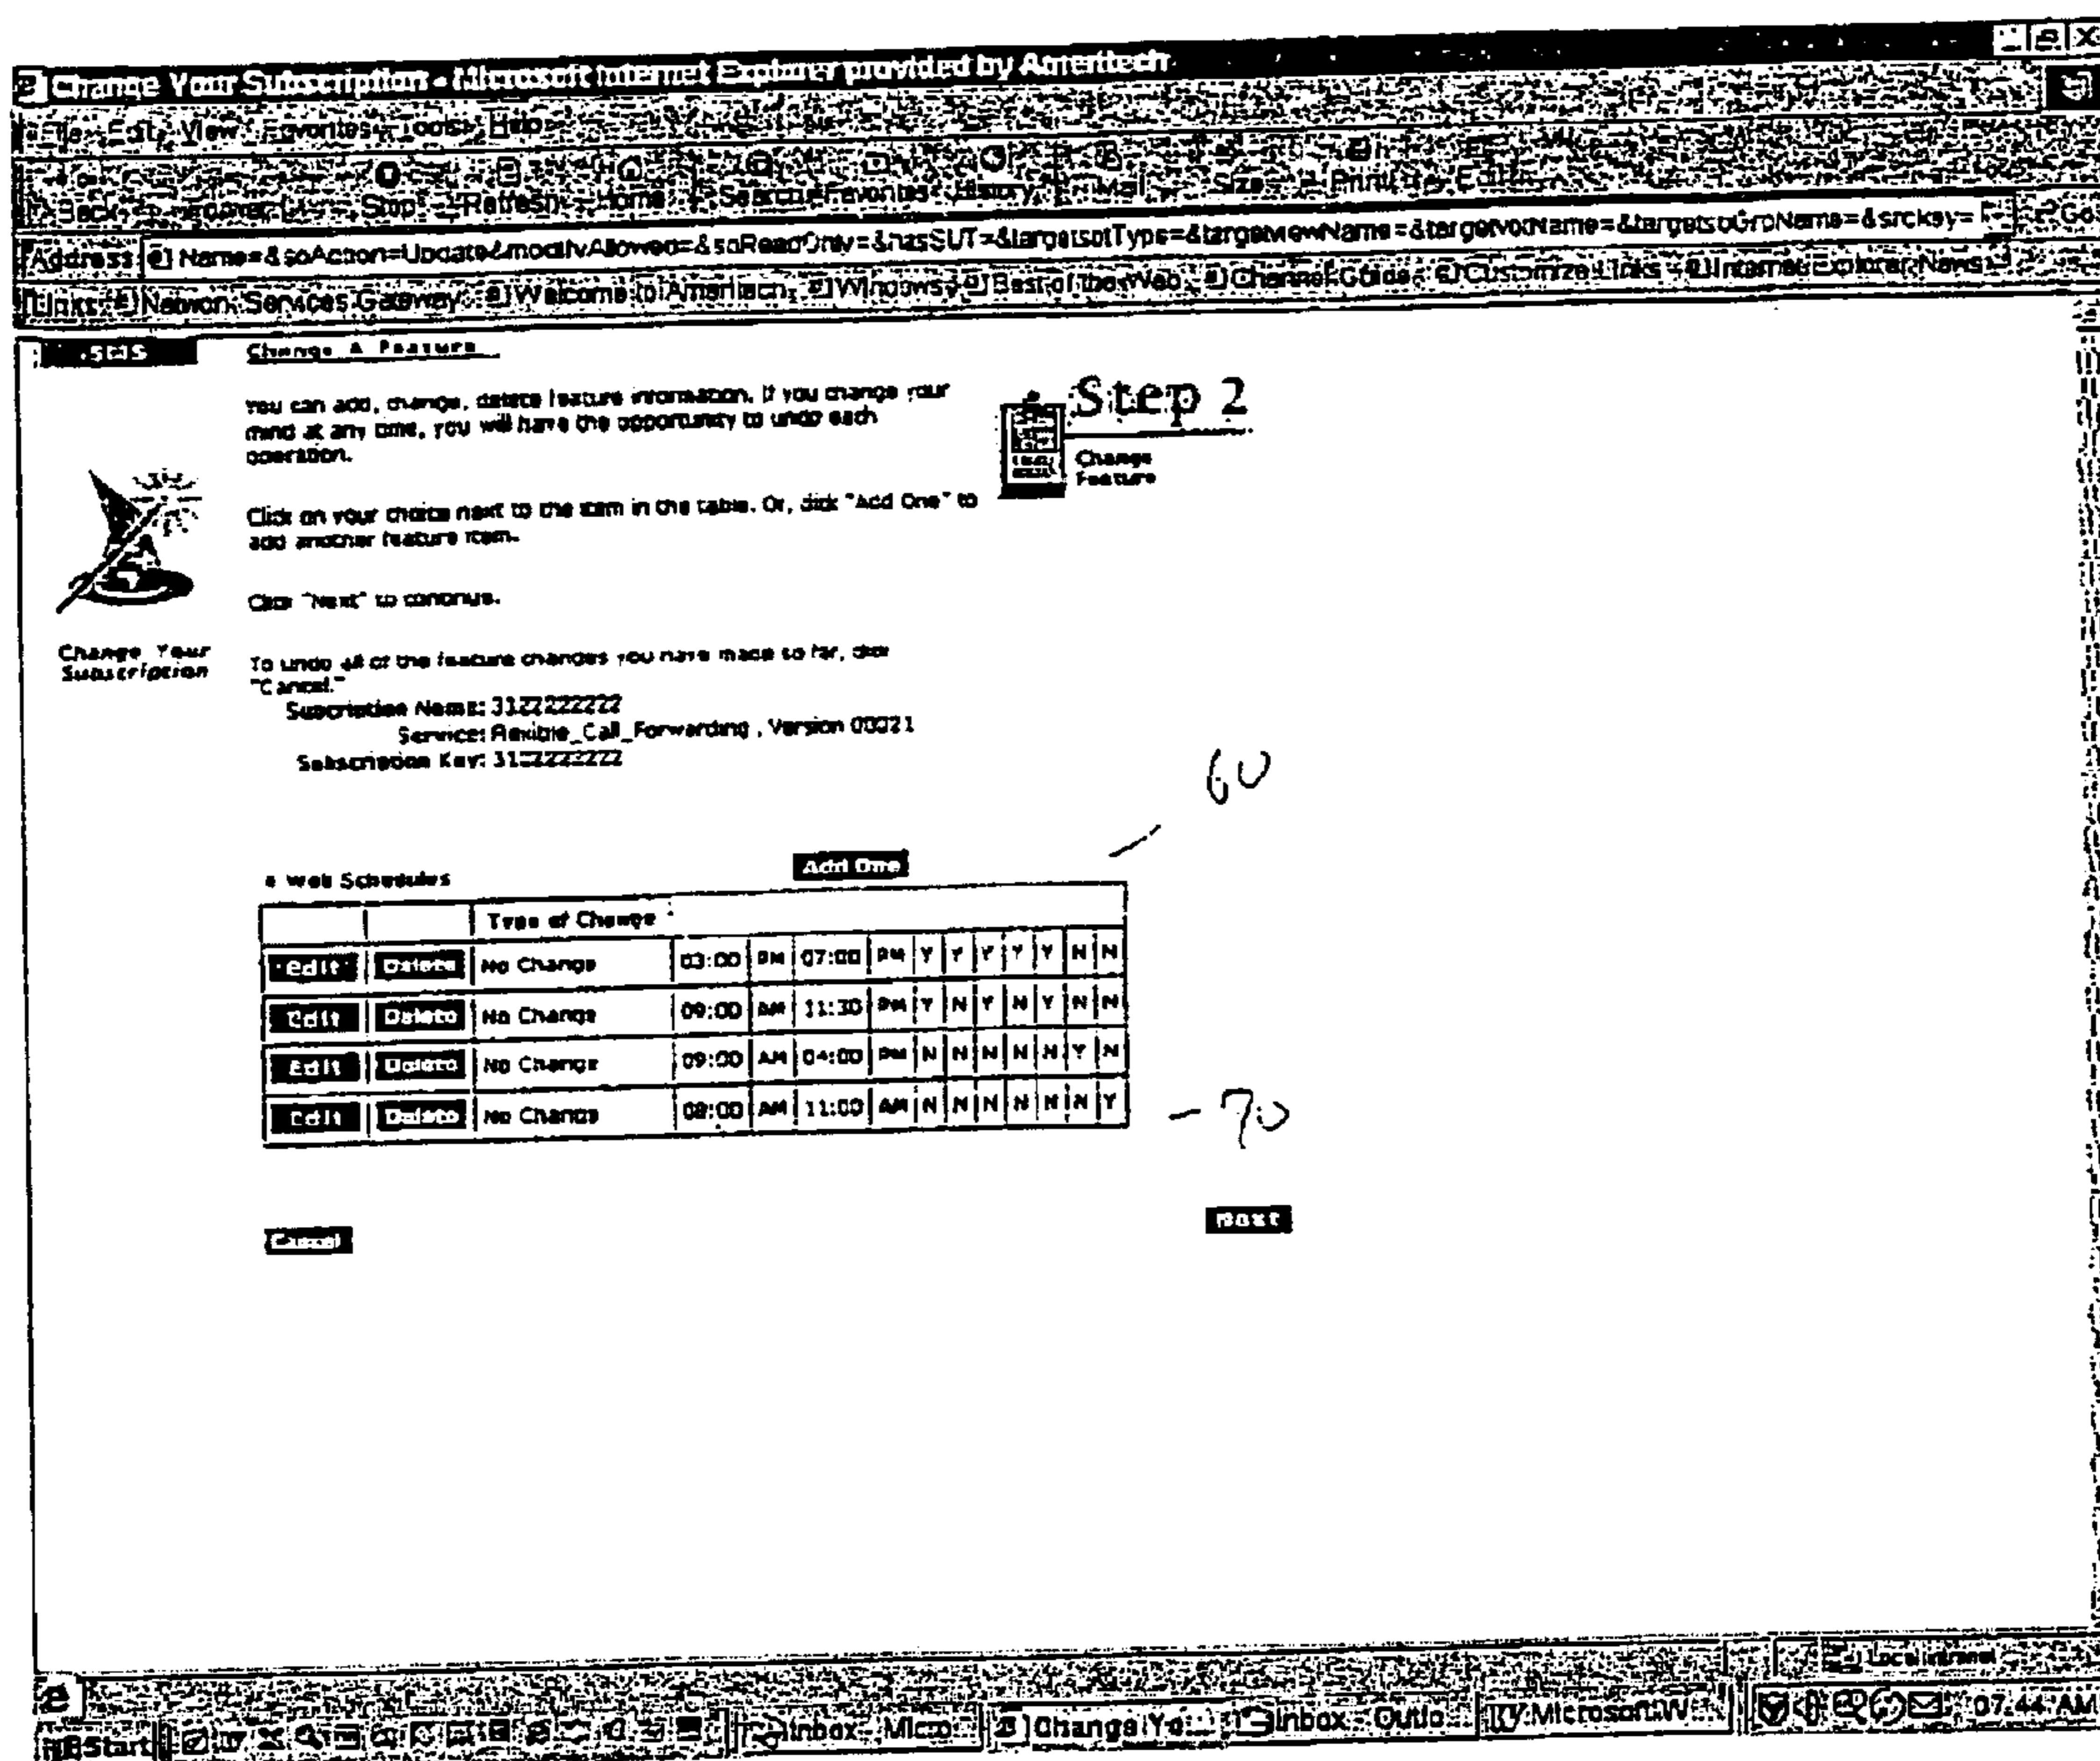 Change Your Subscription - Microsoft Internet Explorer provided by Ameritech
File Edit View Favorites Tools Help
Back Forward Stop Refresh Home Search Favorites History Mail Size Print Edit
Address Name=&soAction=Update&modifyAllowed=&soReadOnly=&hasSUT=&targetsotType=&targetviewName=&targetvorName=&targetsoGrpName=&srckey= Go
Links Network Services Gateway Welcome to Ameritech Windows Best of the Web Channel Guide Customize Links Internet Explorer News
SMS
Change A Feature
Step 2
Change
Feature
You can add, change, delete feature information. If you change your
mind at any time, you will have the opportunity to undo each
operation.
Click on your choice next to the item in the table. Or, click "Add One" to
add another feature item.
Click "Next" to continue.
Change Your
Subscription
To undo all of the feature changes you have made so far, click
"Cancel."
Subscription Name: 3122222222
Service: Flexible_Call_Forwarding , Version 00021
Subscription Key: 3122222222
60
Web Schedules Add One
Type of Change
Edit Delete No Change 03:00 PM 07:00 PM Y Y Y Y Y N N
Edit Delete No Change 09:00 AM 11:30 PM Y N Y N Y N N
Edit Delete No Change 09:00 AM 04:00 PM N N N N N Y N
Edit Delete No Change 08:00 AM 11:00 AM N N N N N N Y
70
Next
Cancel
Local intranet
Start Inbox - Micro... Change Yo... Inbox - Outlo... Microsoft W... 07:44 AM